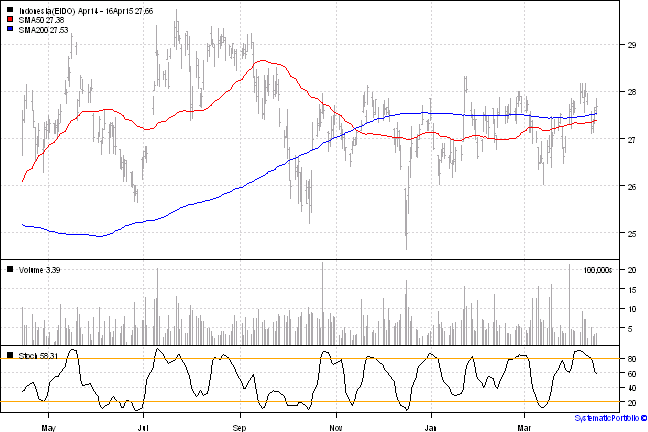 Indonesia(EIDO) Apr14 - 16Apr15 27.66
SMA50 27.38
SMA200 27.53
29
28
27
26
25
Volume 3.39
100,000s
20
15
10
5
Stoch 58.31
80
60
40
20
May Jul Sep Nov Jan Mar
SystematicPortfolio ©